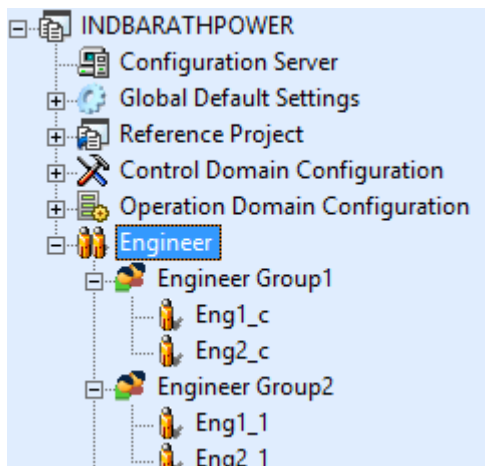 INDBARATHPOWER
Configuration Server
Global Default Settings
Reference Project
Control Domain Configuration
Operation Domain Configuration
Engineer
Engineer Group1
Eng1_c
Eng2_c
Engineer Group2
Eng1_1
Eng2_1